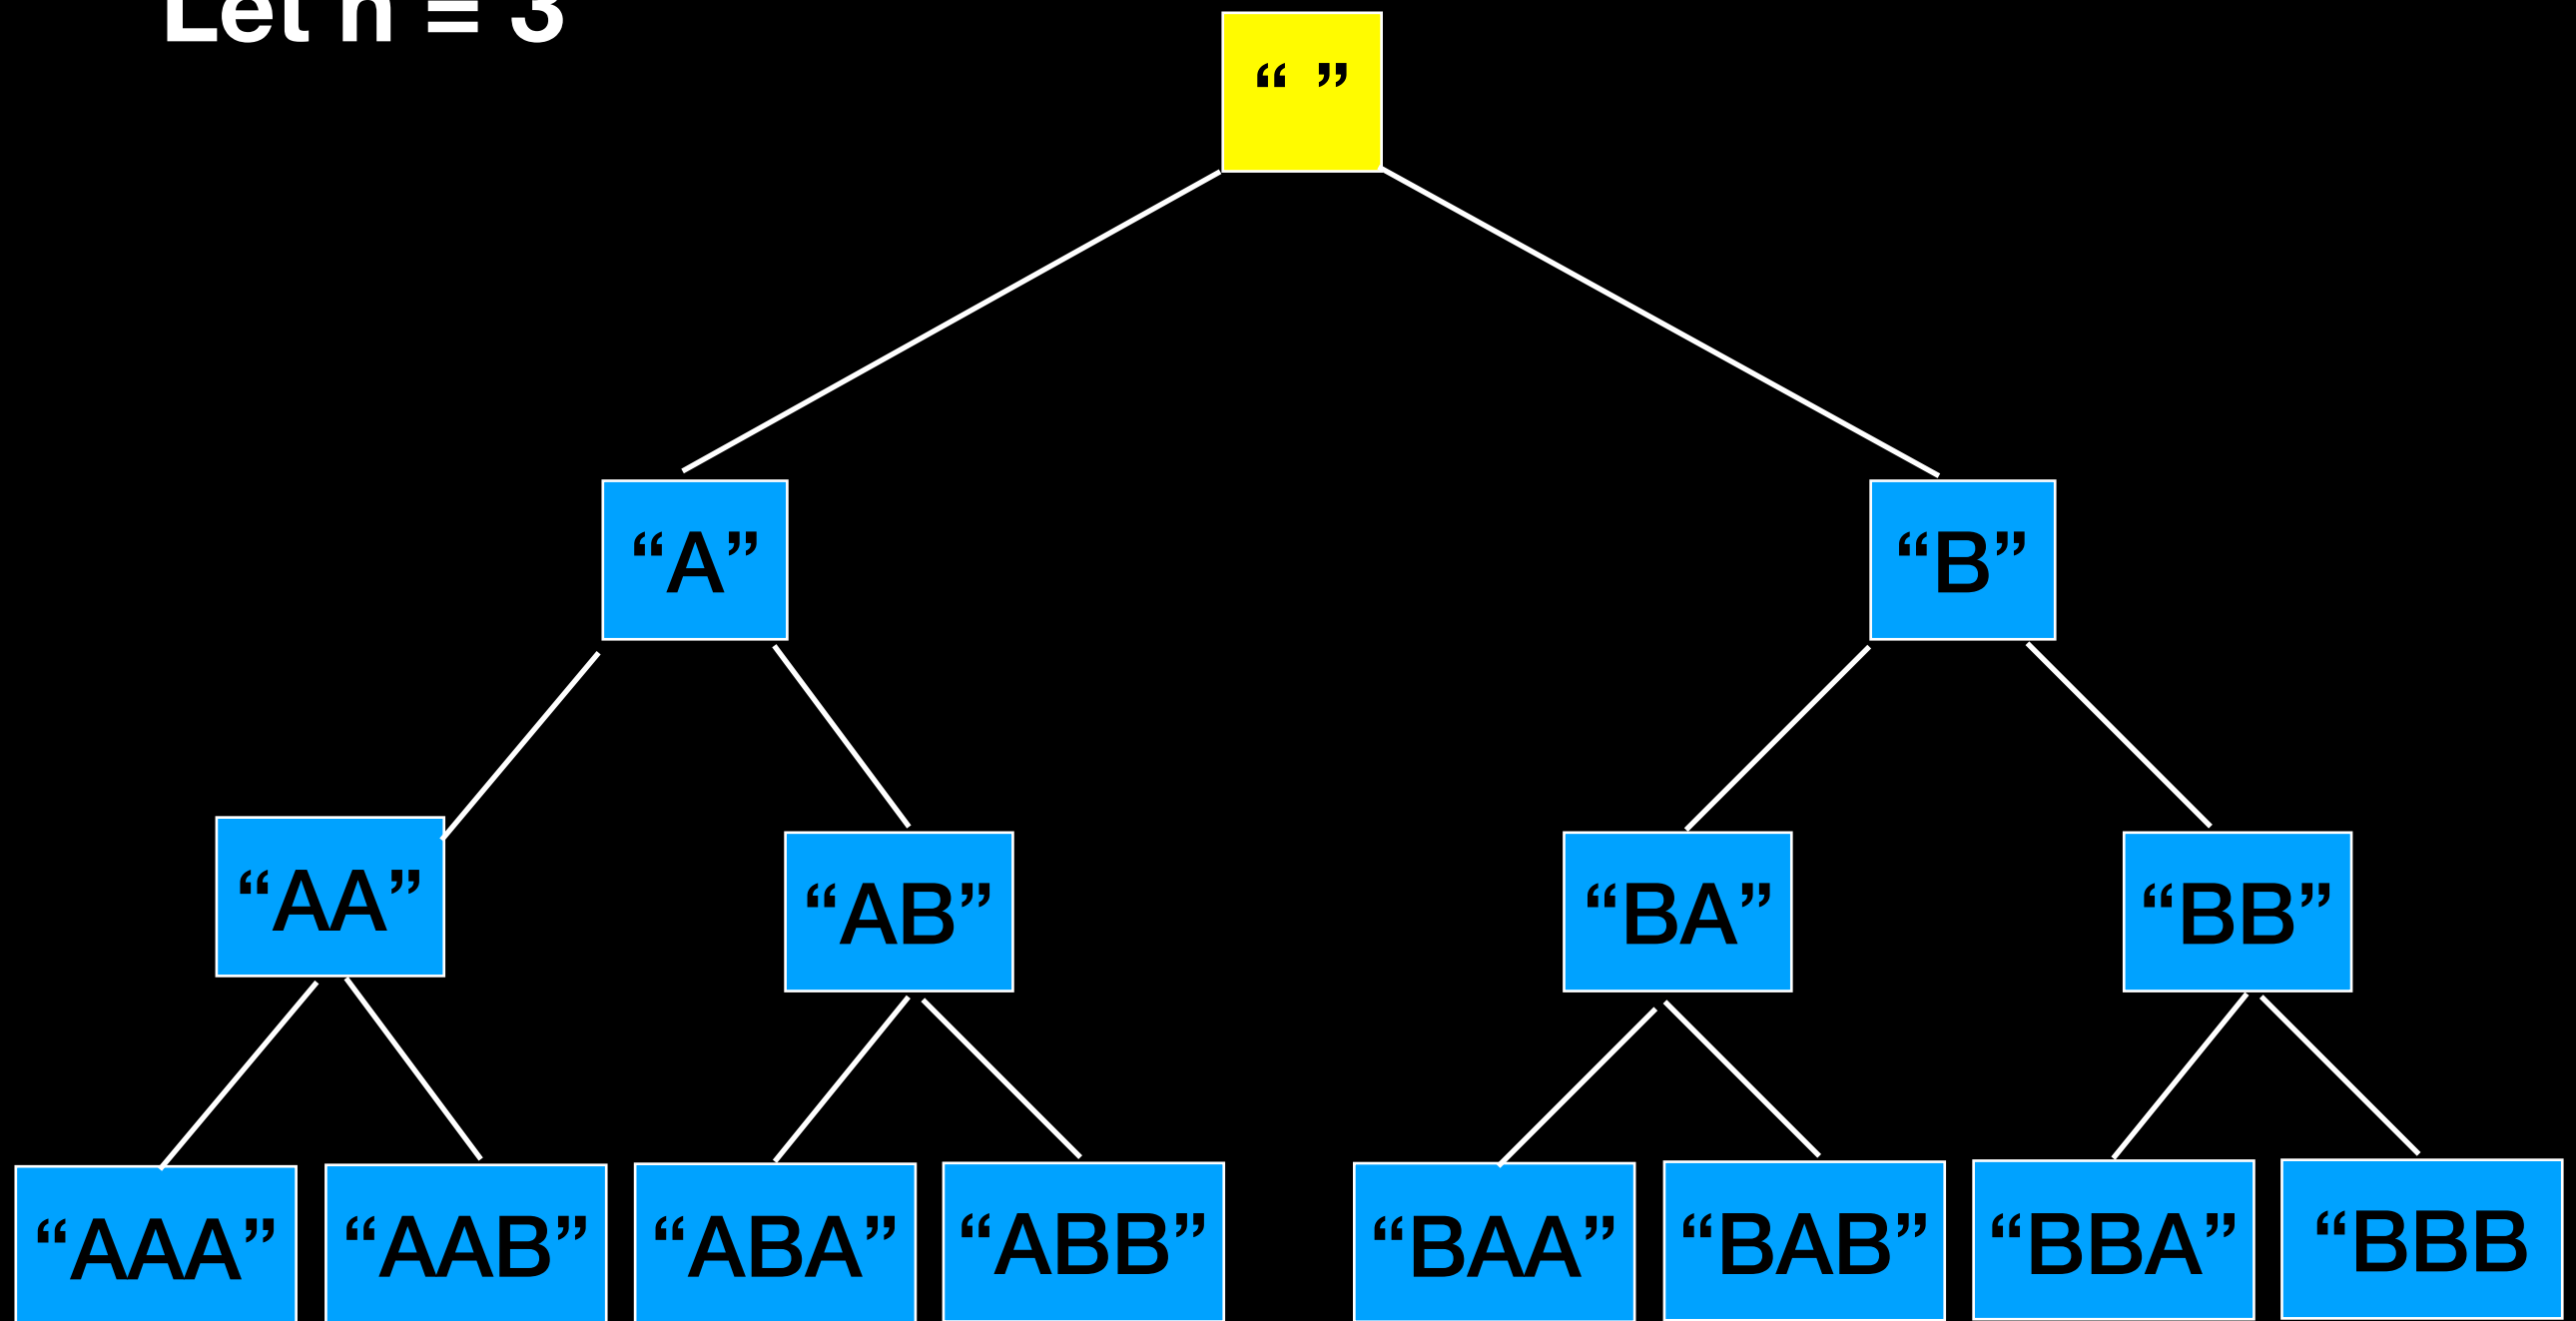 Let n = 3
“ ”
“A” “B”
“AA” “AB” “BA” “BB”
“AAA” “AAB” “ABA” “ABB” “BAA” “BAB” “BBA” “BBB